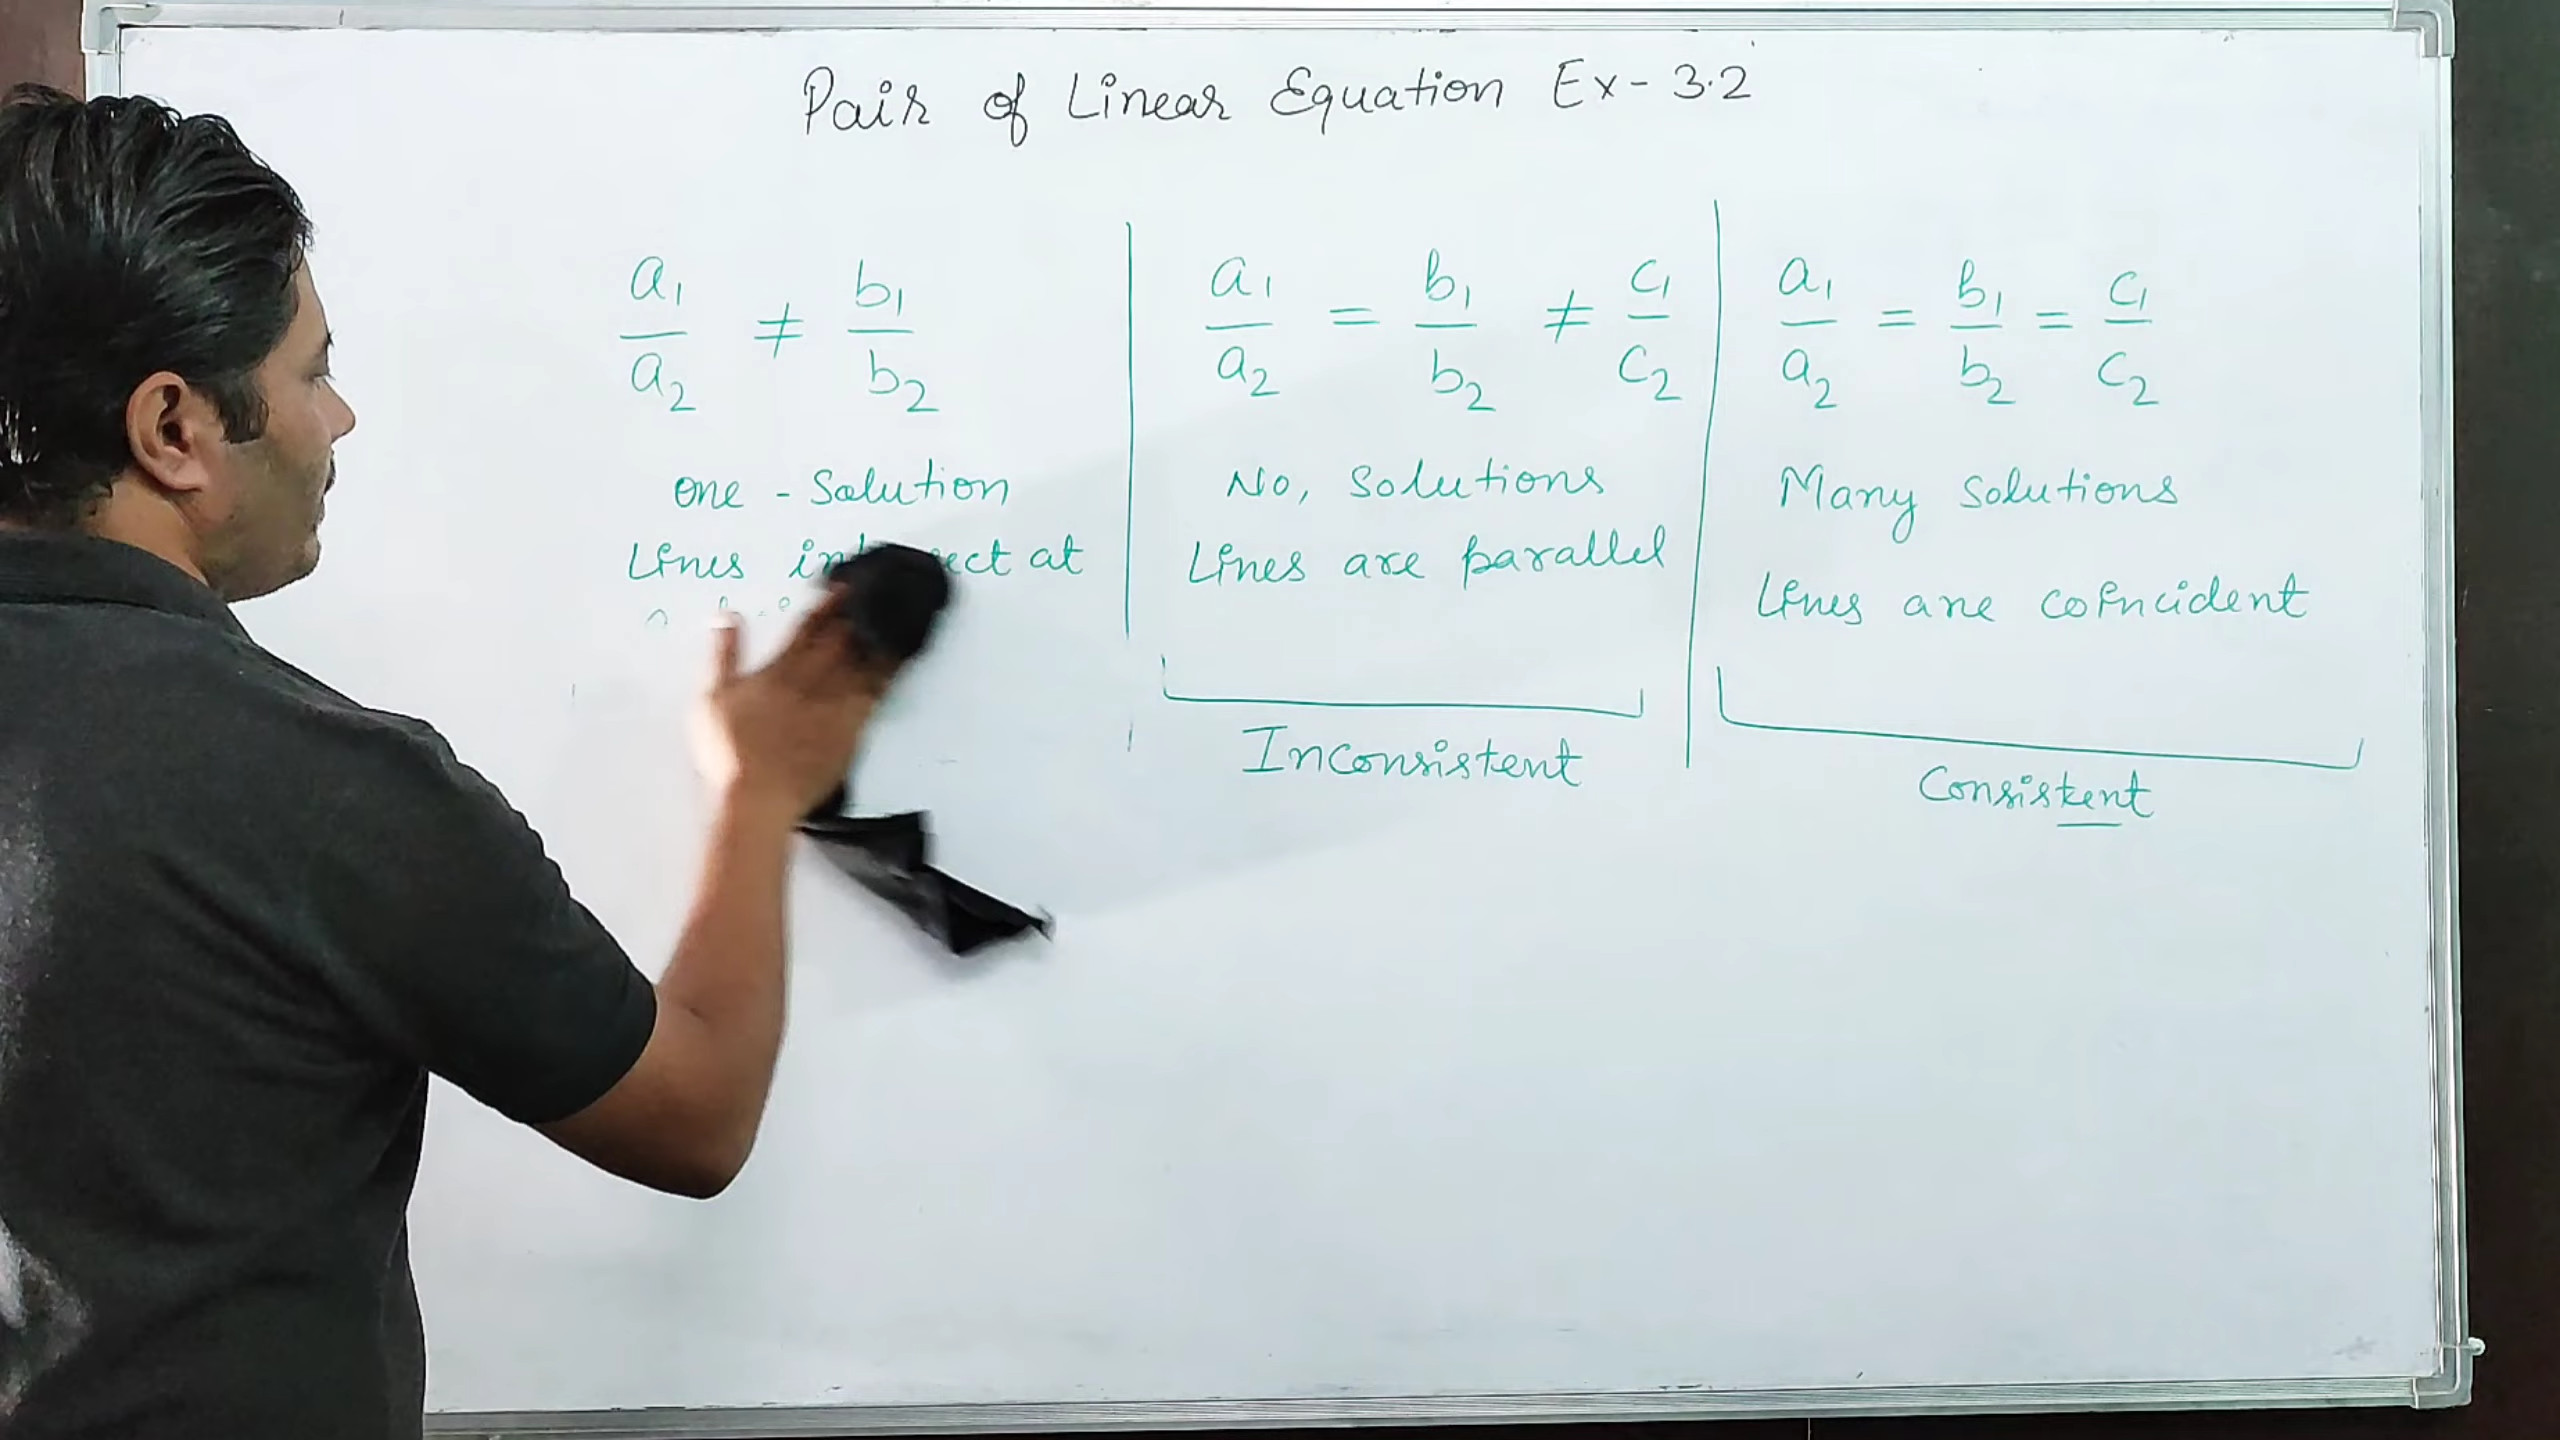 Pair of Linear Equation Ex-3.2
a₁/a₂ ≠ b₁/b₂
one - Solution
Lines at
a₁/a₂ = b₁/b₂ ≠ c₁/c₂
No, Solutions
Lines are parallel
Inconsistent
a₁/a₂ = b₁/b₂ = c₁/c₂
Many Solutions
Lines are coincident
Consistent